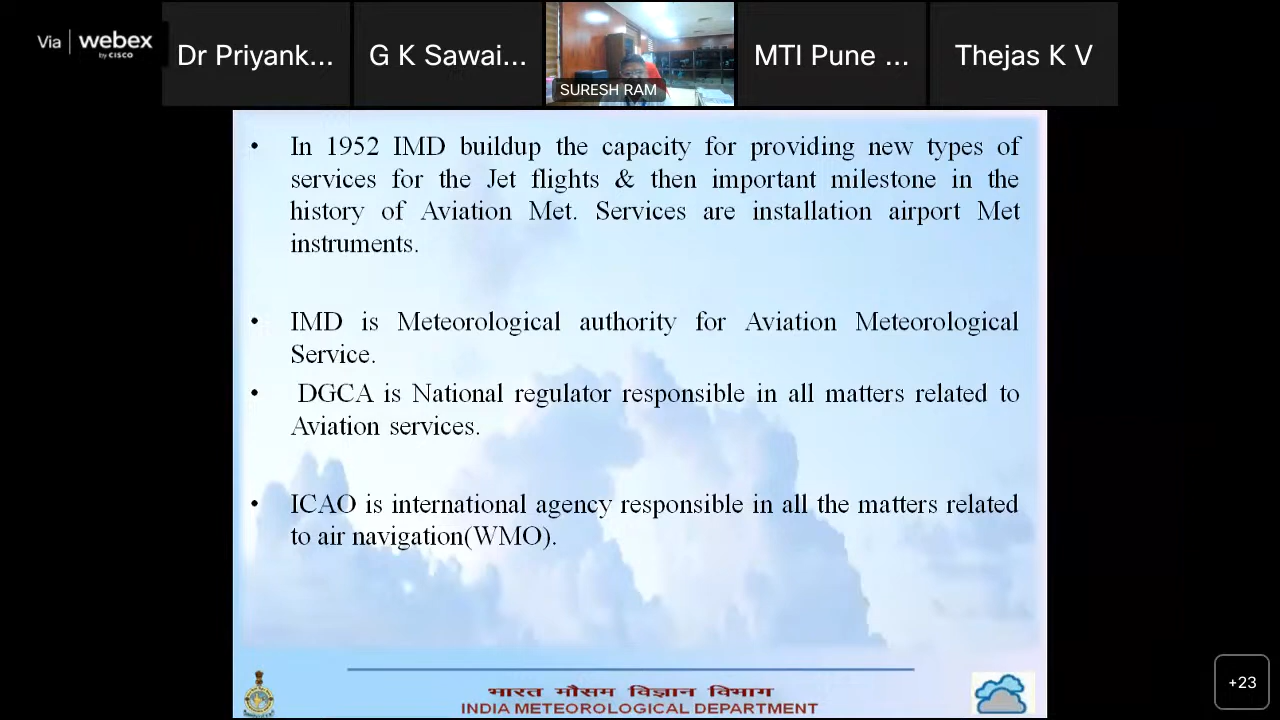 Via webex
by CISCO
Dr Priyank...
G K Sawai...
SURESH RAM
MTI Pune ...
Thejas K V
• In 1952 IMD buildup the capacity for providing new types of
services for the Jet flights & then important milestone in the
history of Aviation Met. Services are installation airport Met
instruments.
• IMD is Meteorological authority for Aviation Meteorological
Service.
• DGCA is National regulator responsible in all matters related to
Aviation services.
• ICAO is international agency responsible in all the matters related
to air navigation(WMO).
भारत मौसम विज्ञान विभाग
INDIA METEOROLOGICAL DEPARTMENT
+23